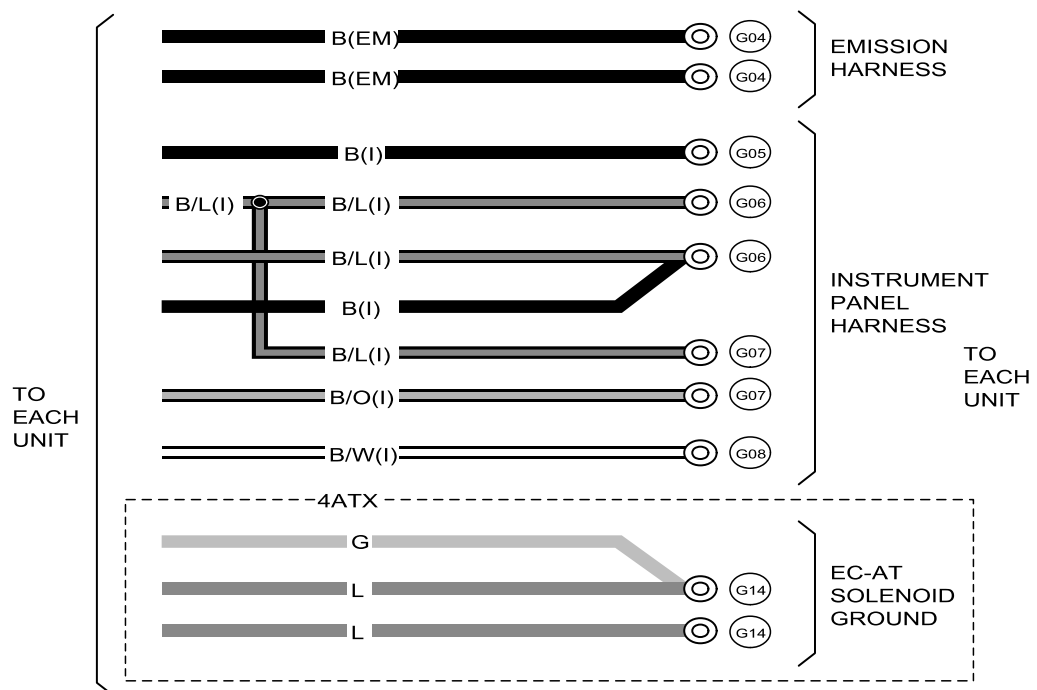 B(EM) G04
B(EM) G04
EMISSION
HARNESS
B(I) G05
B/L(I) B/L(I) G06
B/L(I) G06
B(I)
B/L(I) G07
B/O(I) G07
B/W(I) G08
INSTRUMENT
PANEL
HARNESS
TO
EACH
UNIT
TO
EACH
UNIT
4ATX
G
L G14
L G14
EC-AT
SOLENOID
GROUND